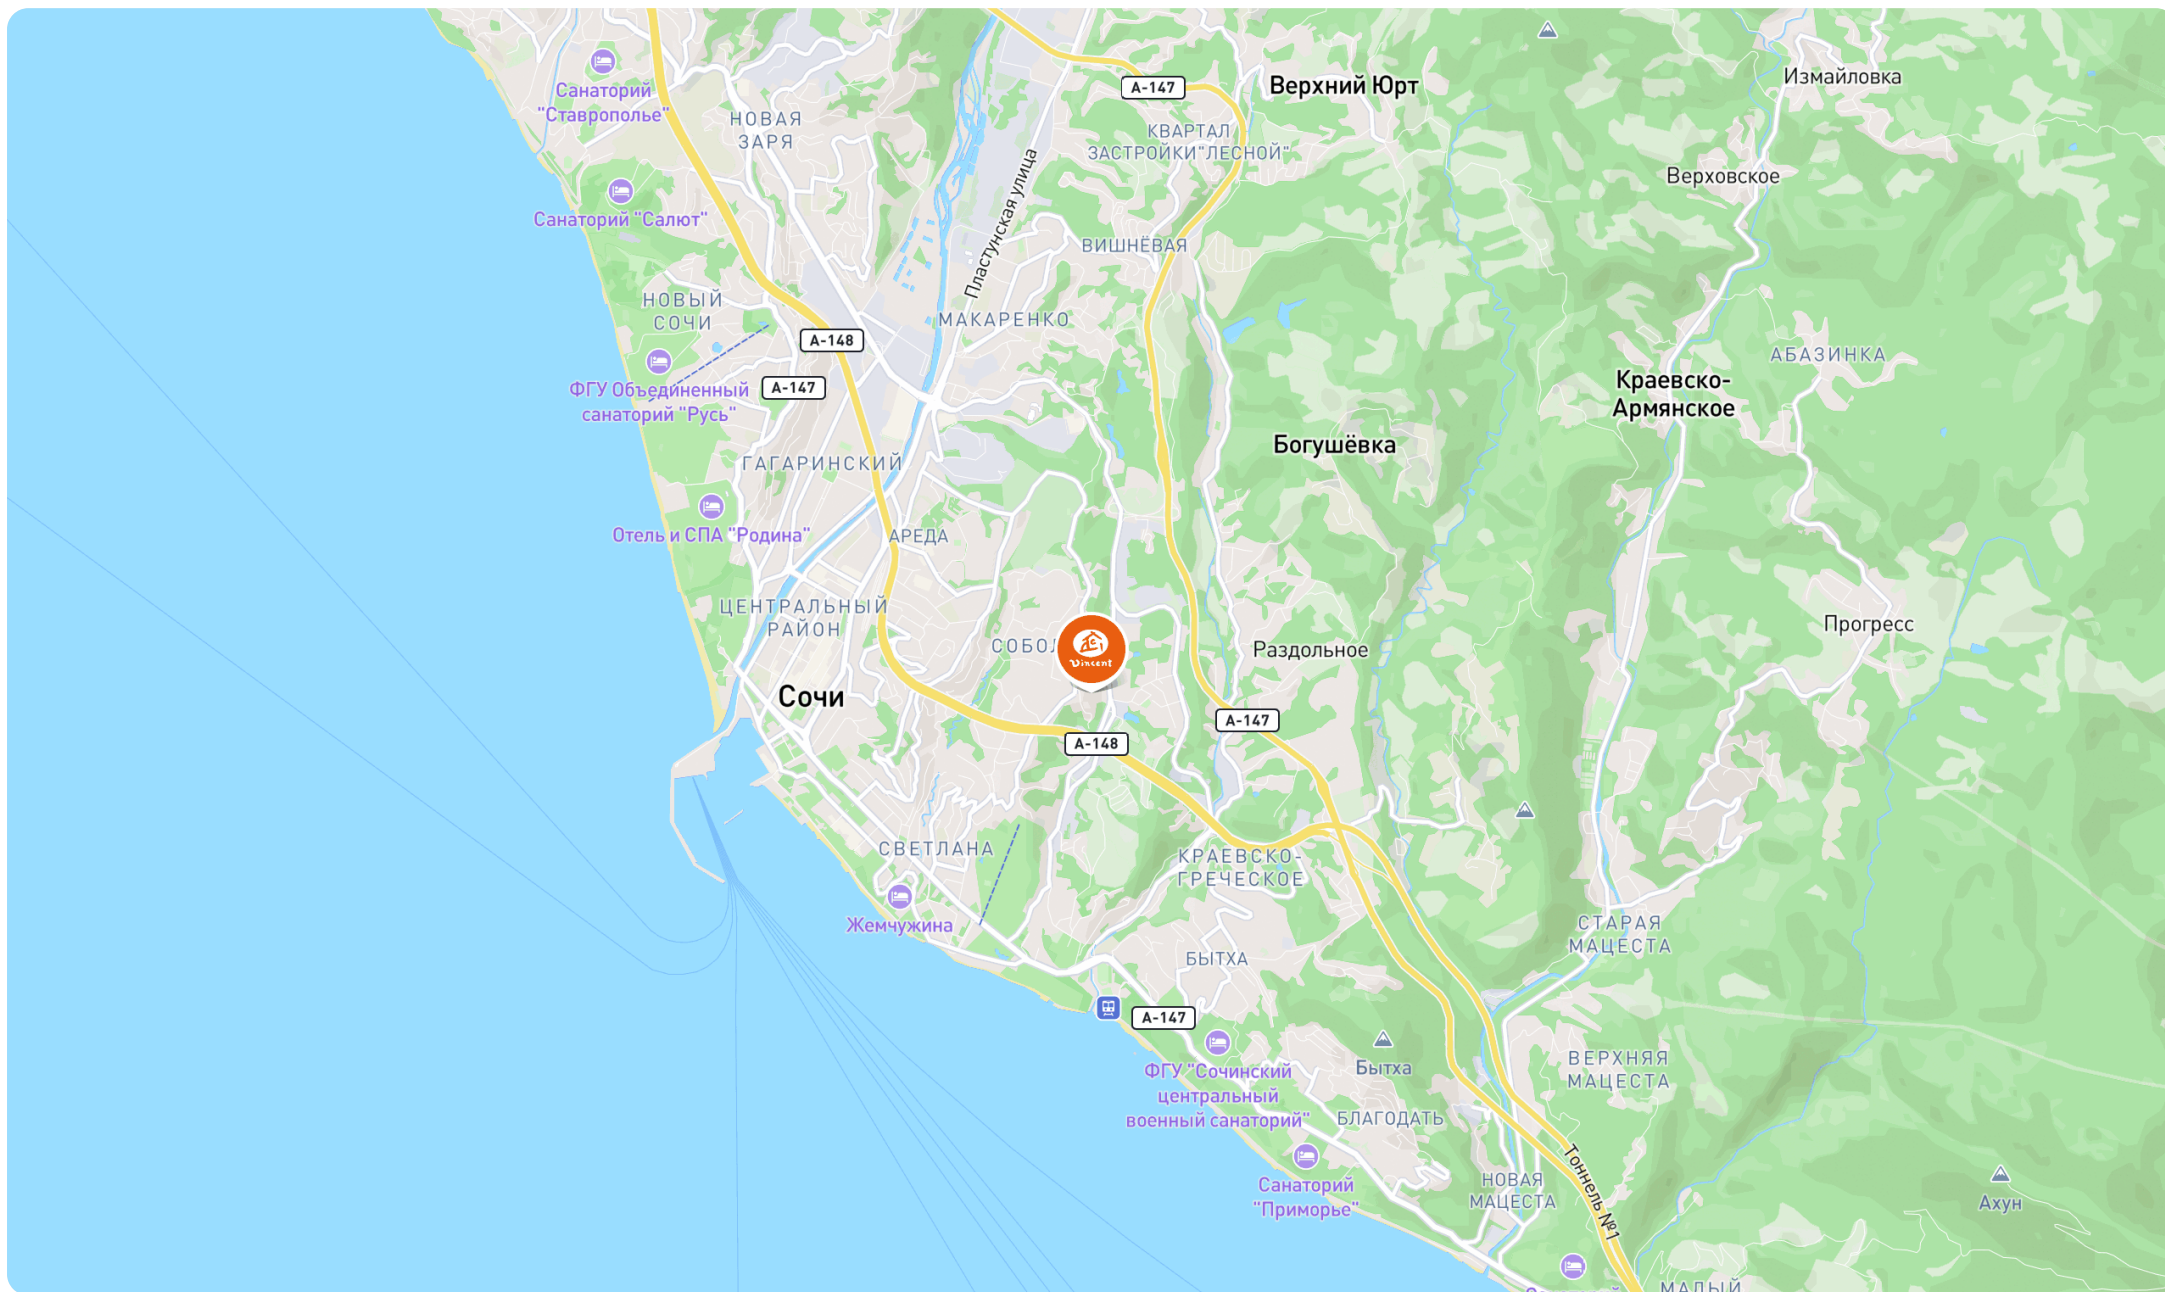 Санаторий
"Ставрополье"
НОВАЯ
ЗАРЯ
А-147
Верхний Юрт
Измайловка
КВАРТАЛ
ЗАСТРОЙКИ"ЛЕСНОЙ"
Верховское
Санаторий "Салют"
Пластунская улица
ВИШНЁВАЯ
НОВЫЙ
СОЧИ
МАКАРЕНКО
А-148
АБАЗИНКА
ФГУ Объединенный
санаторий "Русь"
А-147
Краевско-
Армянское
Богушёвка
ГАГАРИНСКИЙ
Отель и СПА "Родина"
АРЕДА
ЦЕНТРАЛЬНЫЙ
РАЙОН
СОБОЛ
Vincent
Раздольное
Прогресс
Сочи
А-147
А-148
СВЕТЛАНА
КРАЕВСКО-
ГРЕЧЕСКОЕ
Жемчужина
СТАРАЯ
МАЦЕСТА
БЫТХА
А-147
ФГУ "Сочинский
центральный
военный санаторий"
Бытха
ВЕРХНЯЯ
МАЦЕСТА
БЛАГОДАТЬ
Тоннель №1
Санаторий
"Приморье"
НОВАЯ
МАЦЕСТА
Ахун
МАЛЫЙ